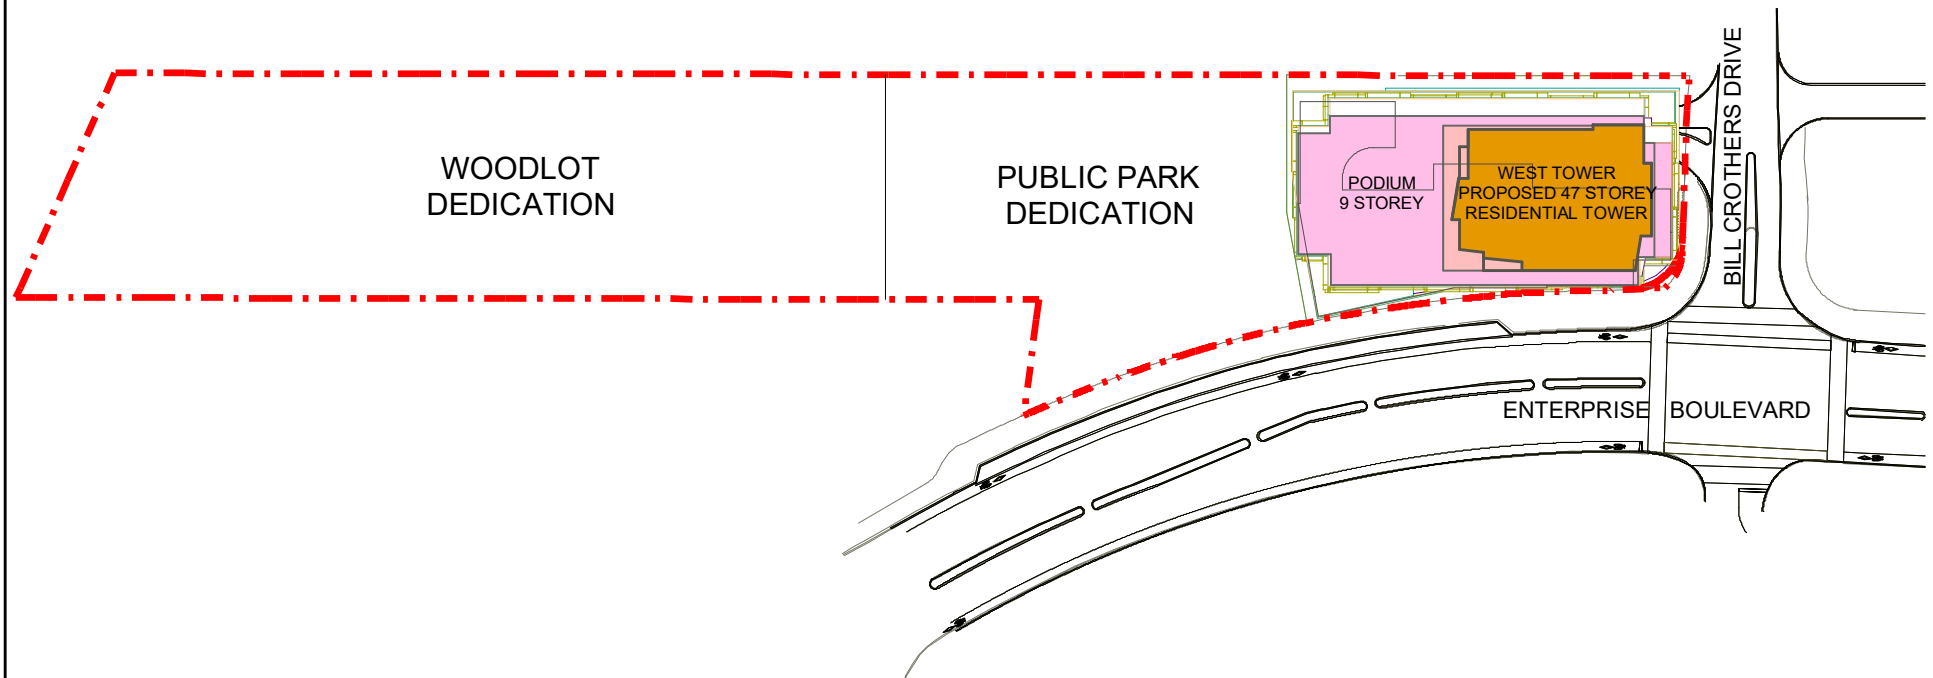 WOODLOT
DEDICATION
PUBLIC PARK
DEDICATION
PODIUM
9 STOREY
WEST TOWER
PROPOSED 47 STOREY
RESIDENTIAL TOWER
BILL CROTHERS DRIVE
ENTERPRISE BOULEVARD